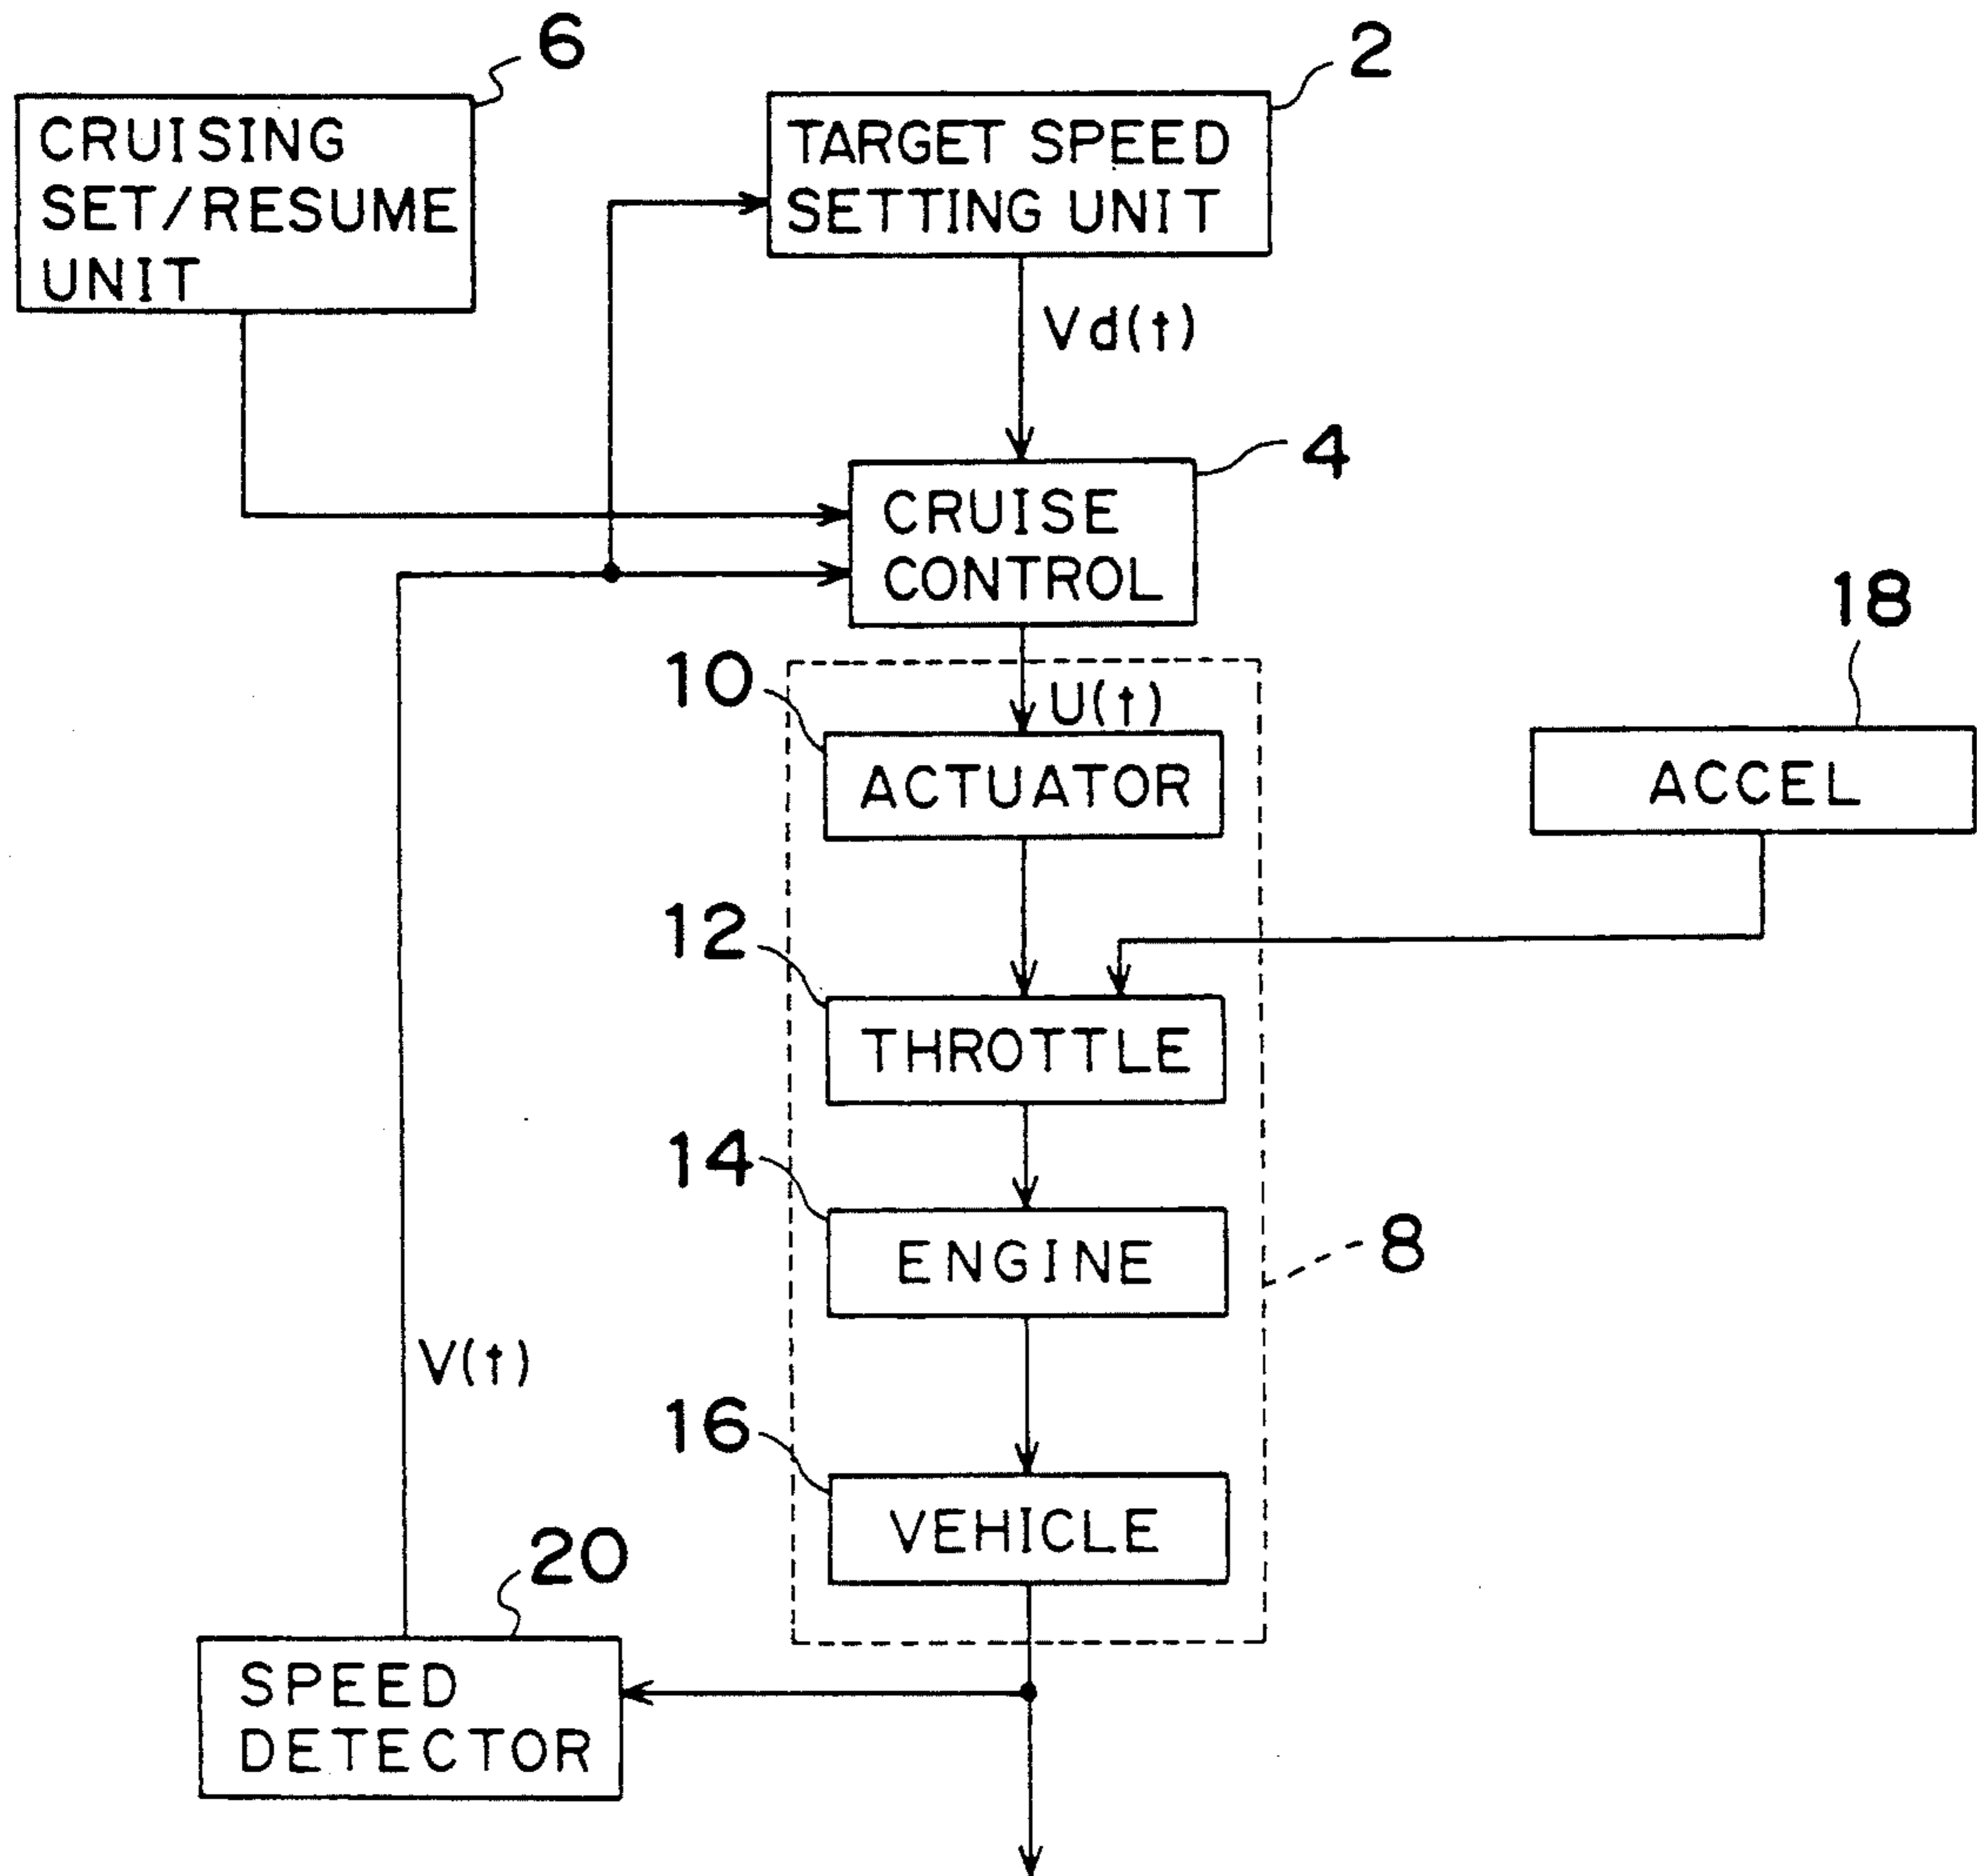 6
CRUISING
SET/RESUME
UNIT
2
TARGET SPEED
SETTING UNIT
Vd(t)
4
CRUISE
CONTROL
U(t)
10
ACTUATOR
18
ACCEL
12
THROTTLE
14
ENGINE
8
V(t)
16
VEHICLE
20
SPEED
DETECTOR